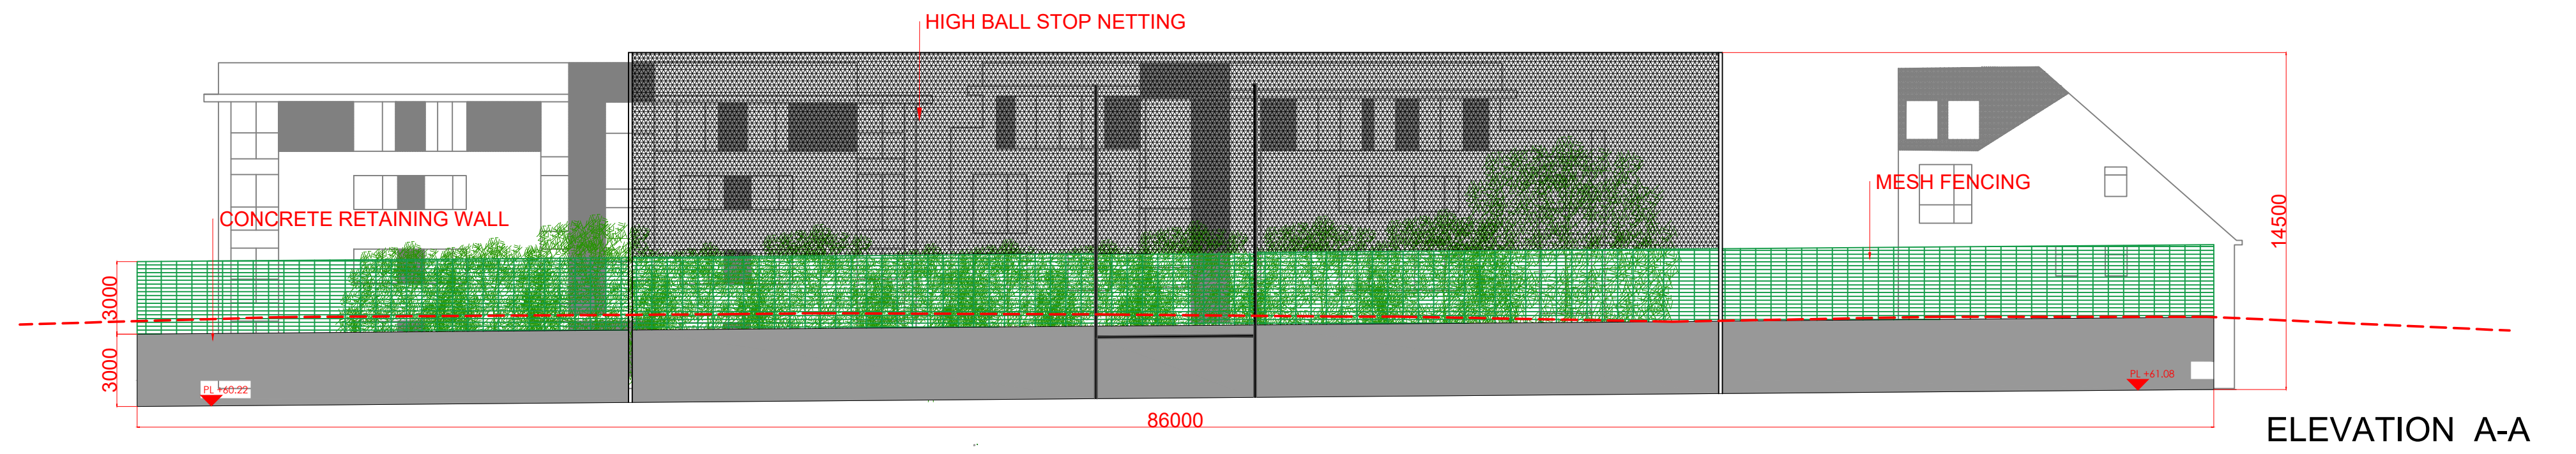 HIGH BALL STOP NETTING
MESH FENCING
CONCRETE RETAINING WALL
14500
3000
3000
PL +60.22
PL +61.08
86000
ELEVATION A-A